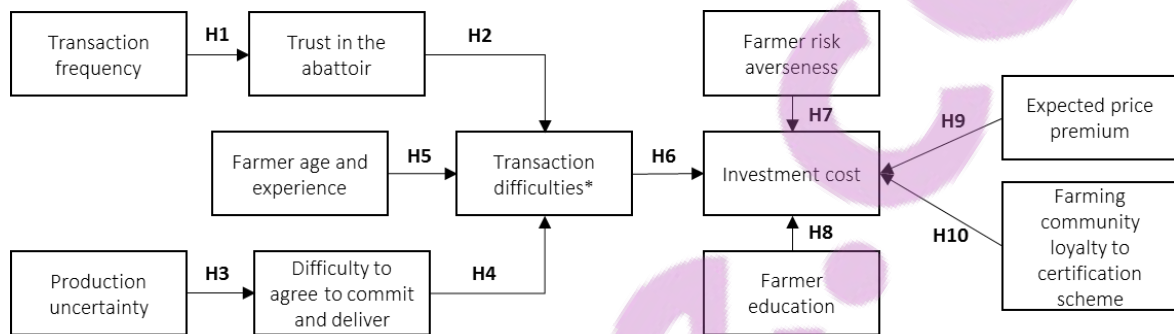 Transaction
frequency
H1
Trust in the
abattoir
H2
Farmer risk
averseness
H7
Expected price
premium
H9
Farmer age and
experience
H5
Transaction
difficulties*
H6
Investment cost
Production
uncertainty
H3
Difficulty to
agree to commit
and deliver
H4
H8
Farmer
education
H10
Farming
community
loyalty to
certification
scheme